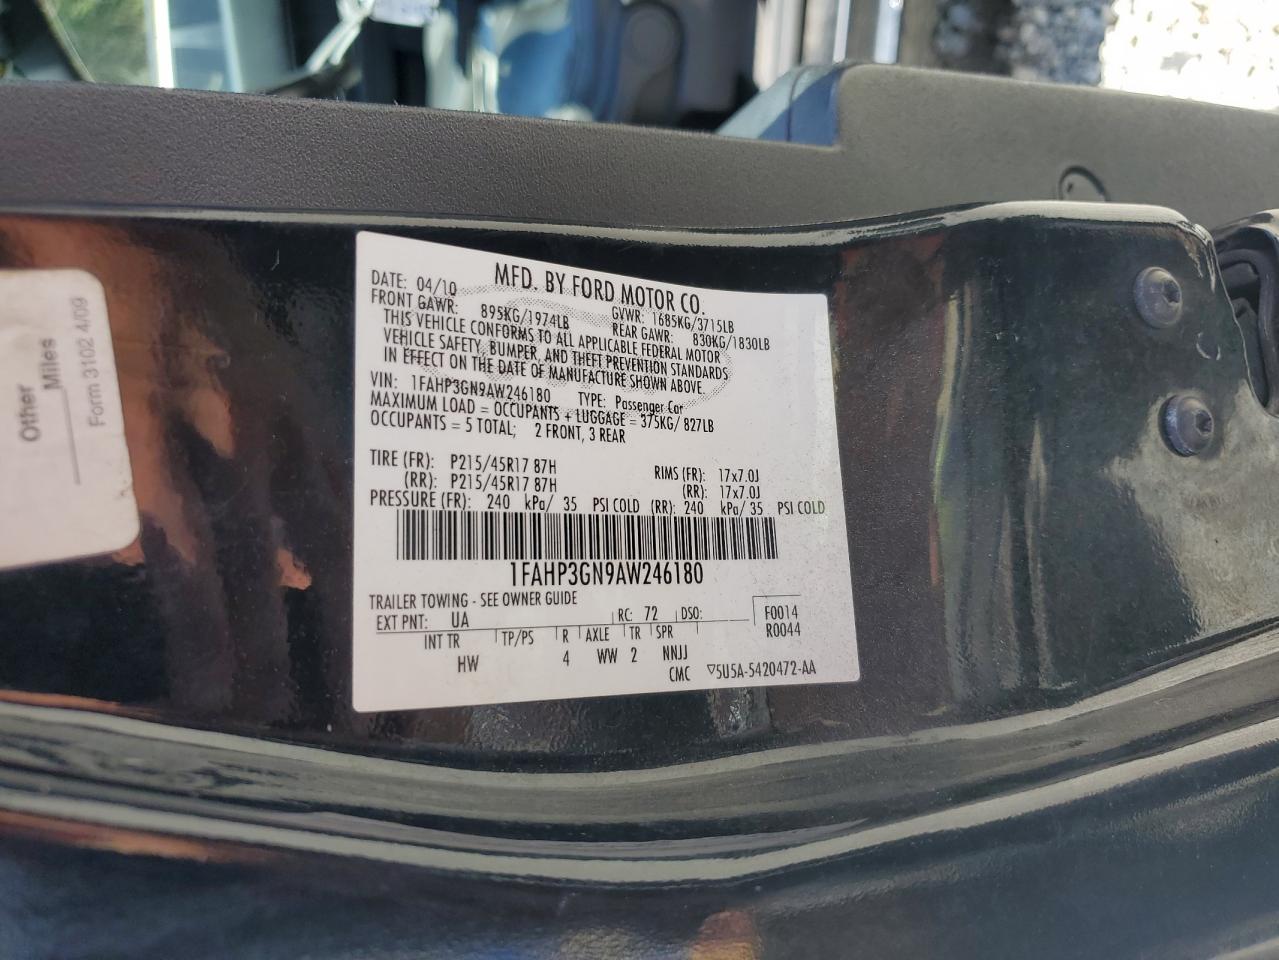 MFD. BY FORD MOTOR CO.
DATE: 04/10 GVWR: 1685KG/3715LB
FRONT GAWR: 895KG/1974LB REAR GAWR: 830KG/1830LB
THIS VEHICLE CONFORMS TO ALL APPLICABLE FEDERAL MOTOR
VEHICLE SAFETY, BUMPER, AND THEFT PREVENTION STANDARDS
IN EFFECT ON THE DATE OF MANUFACTURE SHOWN ABOVE.
VIN: 1FAHP3GN9AW246180 TYPE: Passenger Car
MAXIMUM LOAD = OCCUPANTS + LUGGAGE = 375KG/ 827LB
OCCUPANTS = 5 TOTAL; 2 FRONT, 3 REAR
TIRE (FR): P215/45R17 87H RIMS (FR): 17x7.0J
(RR): P215/45R17 87H (RR): 17x7.0J
PRESSURE (FR): 240 kPa/ 35 PSI COLD (RR): 240 kPa/ 35 PSI COLD
1FAHP3GN9AW246180
TRAILER TOWING - SEE OWNER GUIDE
EXT PNT: UA RC: 72 DSO: F0014
R0044
INT TR TP/PS R AXLE TR SPR
HW 4 WW 2 NNJJ
CMC ▽5U5A-5420472-AA
Other
Miles
Form 3102 4/09